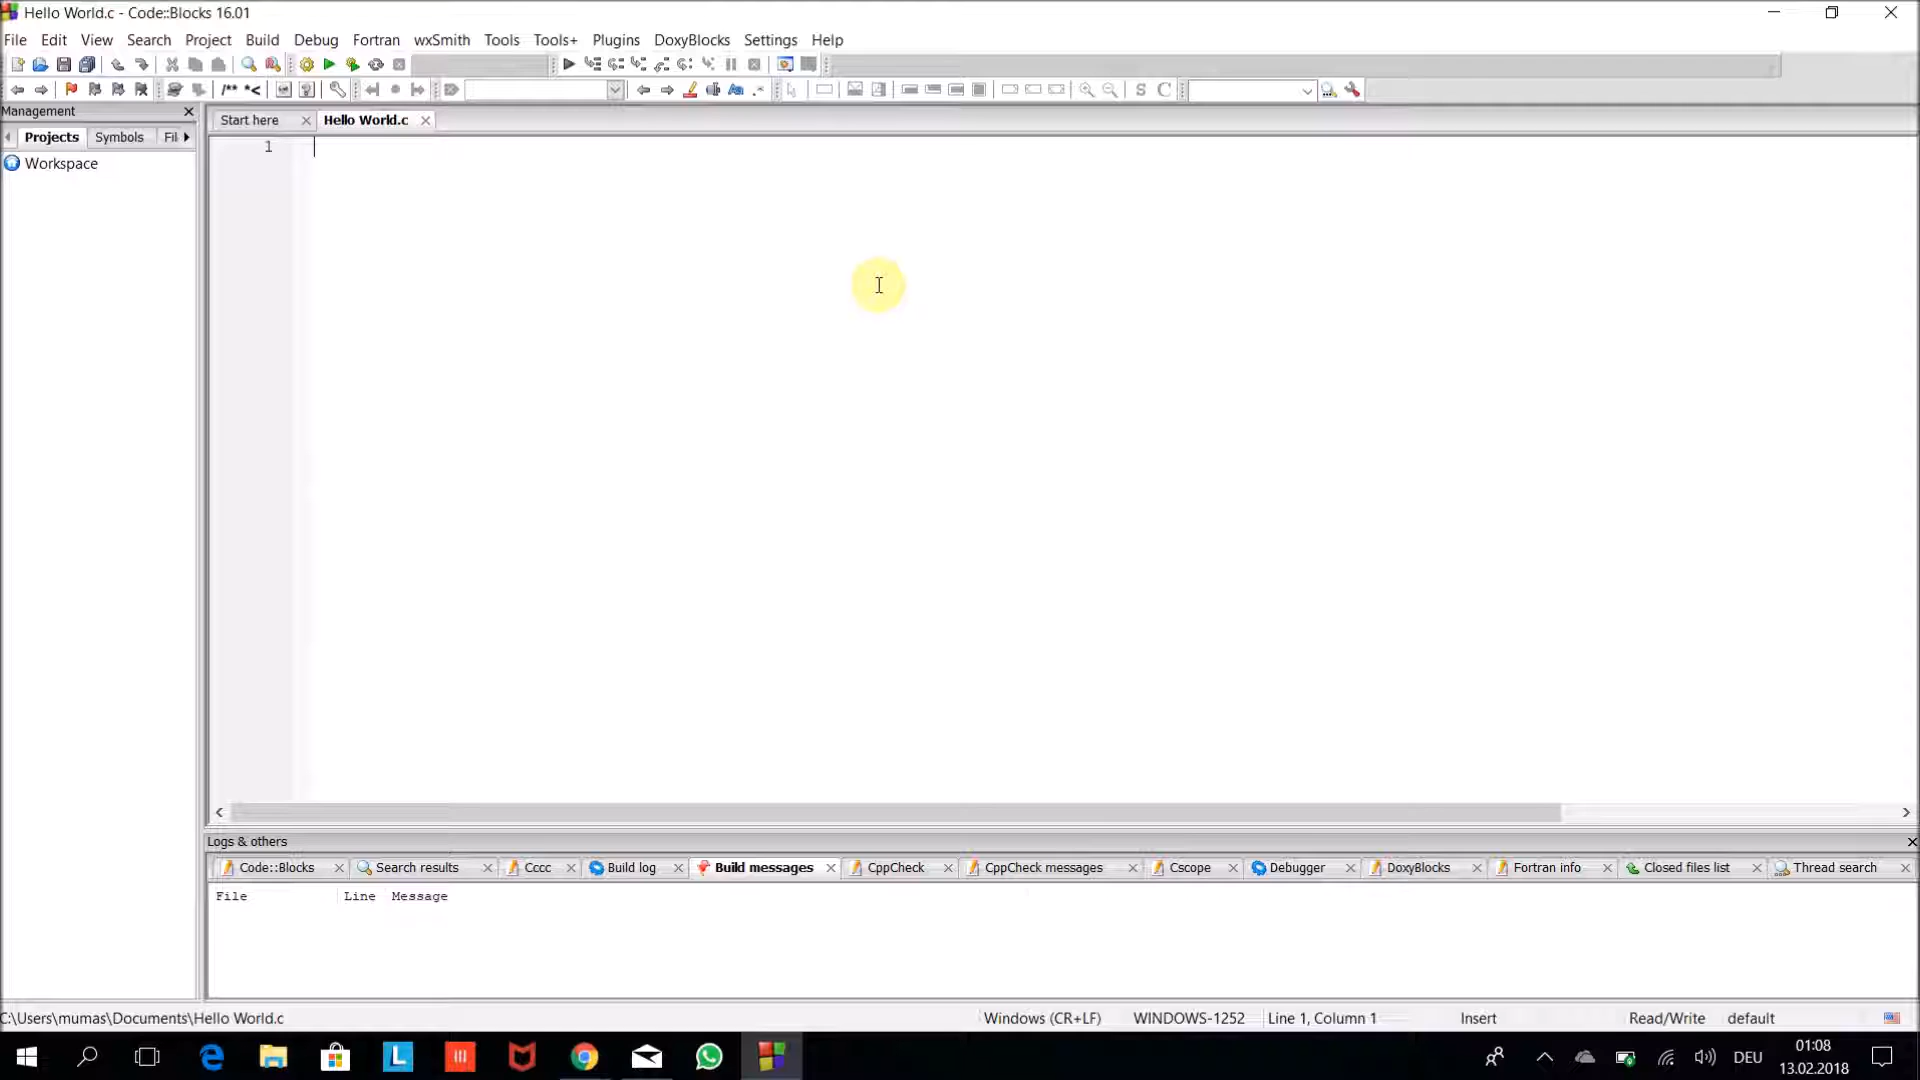 Hello World.c - Code::Blocks 16.01
File Edit View Search Project Build Debug Fortran wxSmith Tools Tools+ Plugins DoxyBlocks Settings Help
/** *<
.*
S C
Management
Start here Hello World.c
Projects Symbols Fil
1
Workspace
Logs & others
Code::Blocks Search results Cccc Build log Build messages CppCheck CppCheck messages Cscope Debugger DoxyBlocks Fortran info Closed files list Thread search
File Line Message
C:\Users\mumas\Documents\Hello World.c Windows (CR+LF) WINDOWS-1252 Line 1, Column 1 Insert Read/Write default
DEU
01:08
13.02.2018